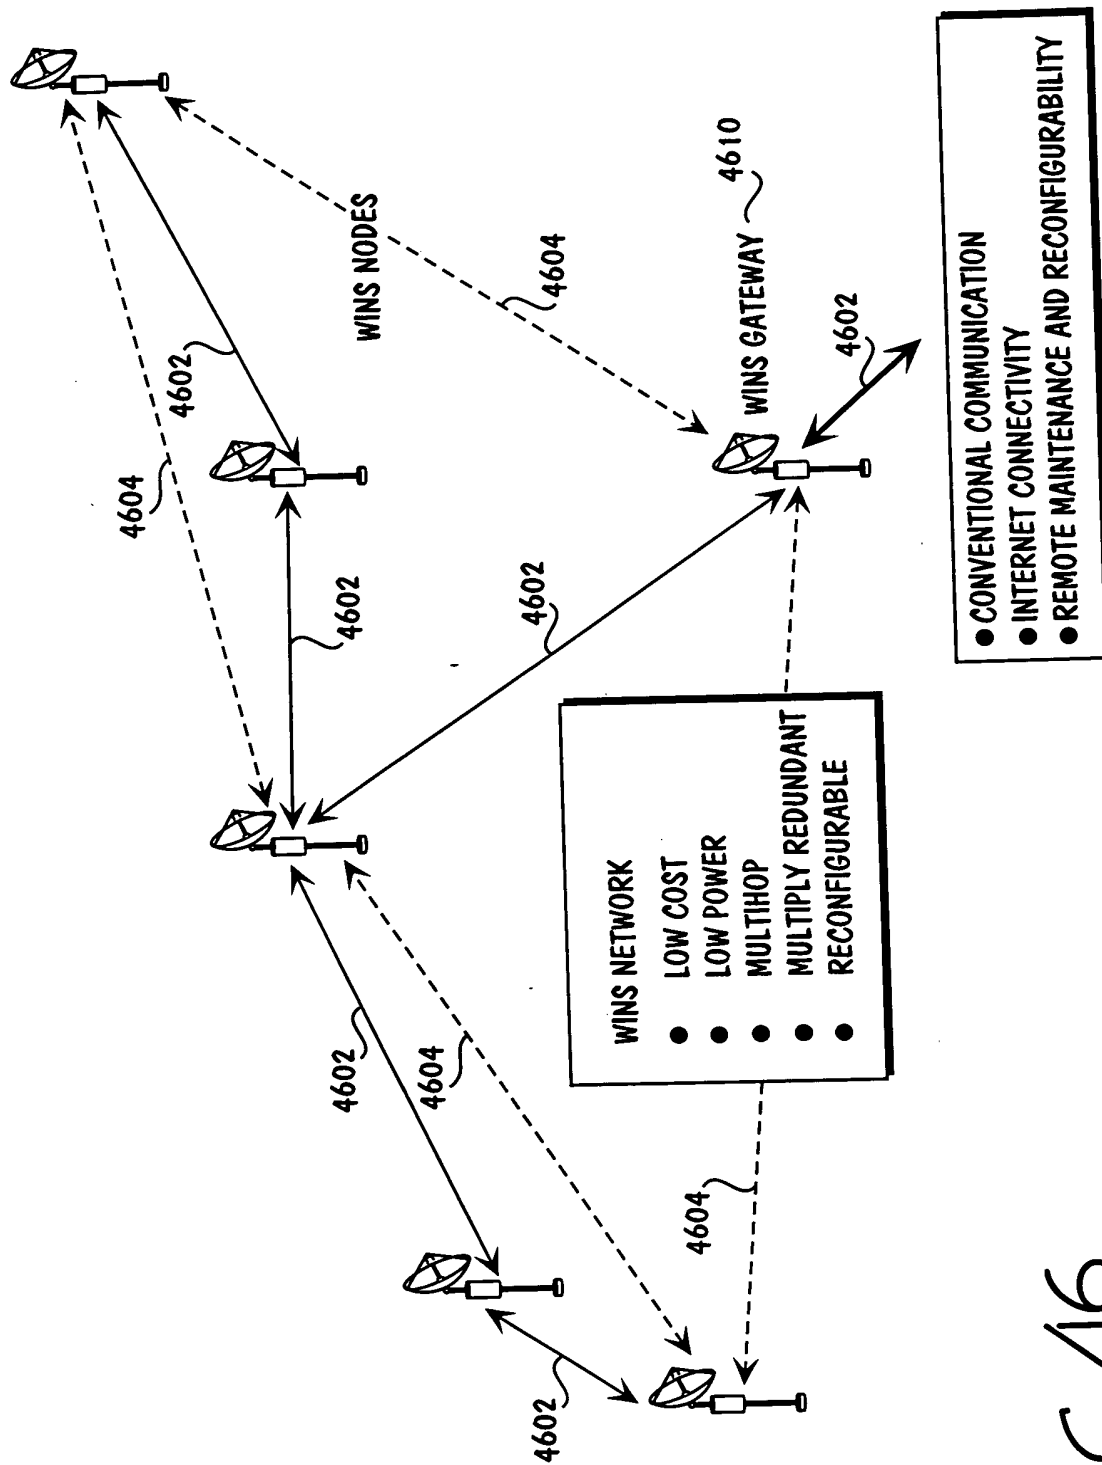 4604
4602
WINS NODES
4602
4604
4602
4604
4602
4602
WINS GATEWAY
4610
4602
4604
4604
WINS NETWORK
● LOW COST
● LOW POWER
● MULTIHOP
● MULTIPLY REDUNDANT
● RECONFIGURABLE
● CONVENTIONAL COMMUNICATION
● INTERNET CONNECTIVITY
● REMOTE MAINTENANCE AND RECONFIGURABILITY